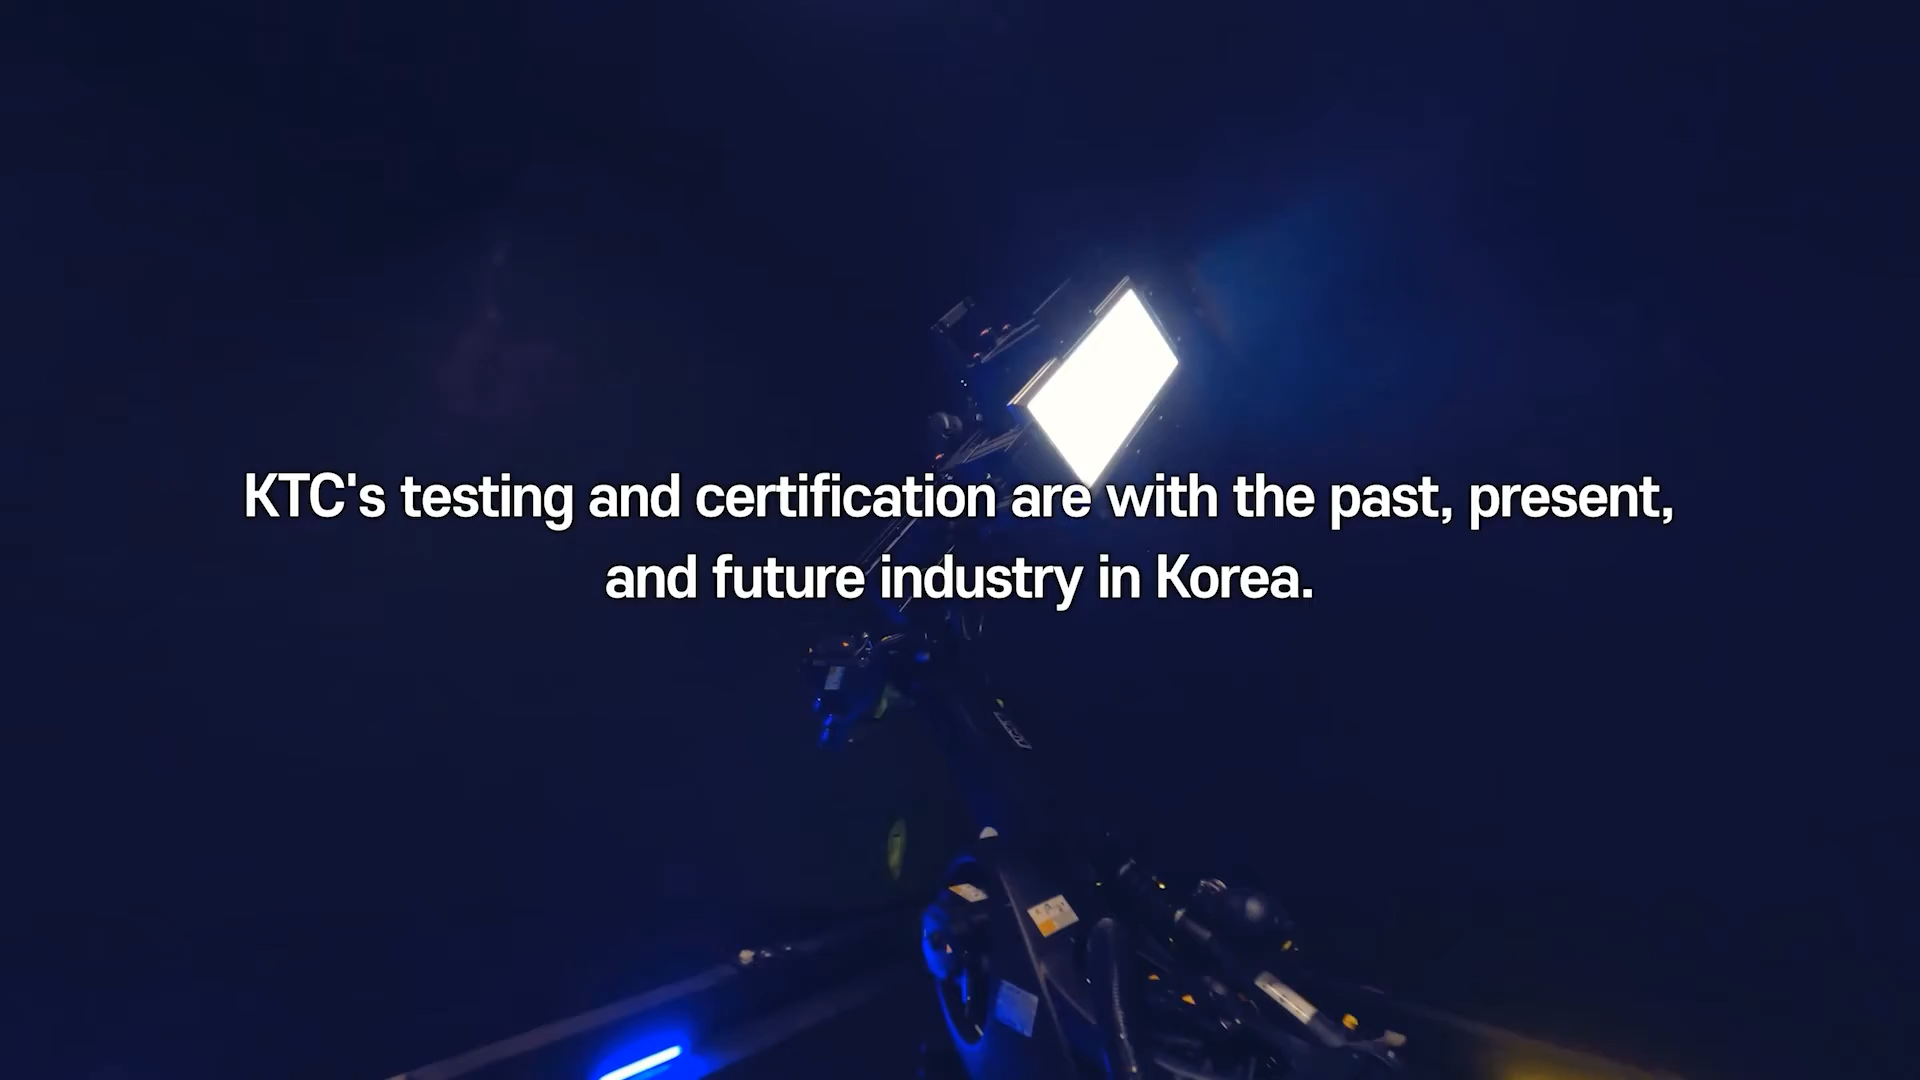 KTC's testing and certification are with the past, present,
and future industry in Korea.